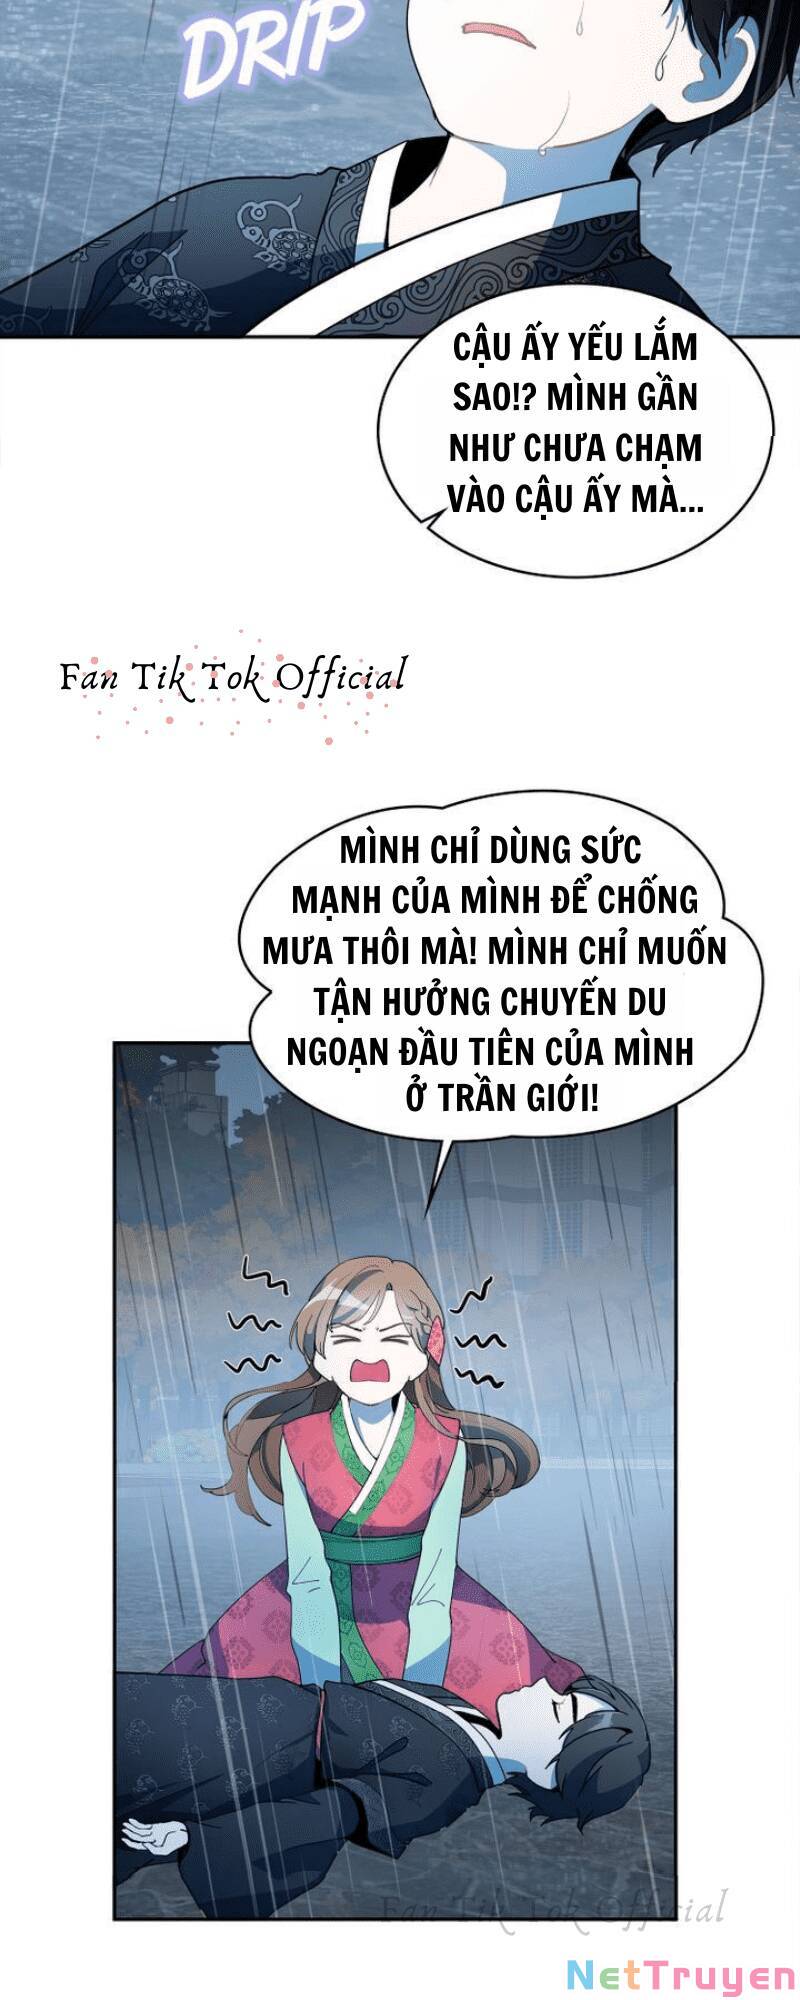 DRIP
CẬU ẤY YẾU LẮM
SAO!? MÌNH GẦN
NHƯ CHƯA CHẠM
VÀO CẬU ẤY MÀ...
Fan Tik Tok Official
MÌNH CHỈ DÙNG SỨC
MẠNH CỦA MÌNH ĐỂ CHỐNG
MƯA THÔI MÀ! MÌNH CHỈ MUỐN
TẬN HƯỞNG CHUYẾN DU
NGOẠN ĐẦU TIÊN CỦA MÌNH
Ở TRẦN GIỚI!
Fan Tik Tok Official
NetTruyen